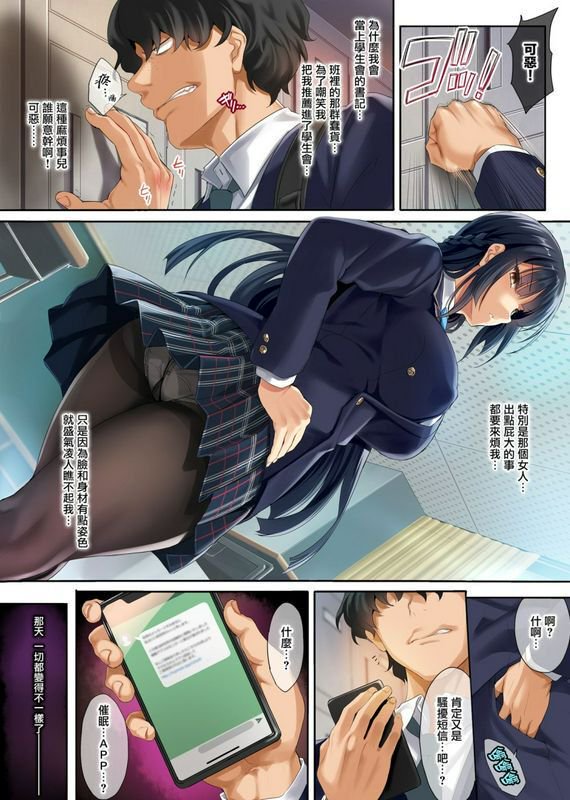 可惡！
為什麼我會
當上學生會的書記…
班裡的那群蠢貨…
為了嘲笑我
把我推薦進了學生會…
疼…
這種麻煩事兒
誰願意幹啊！
可惡……
特別是那個女人…
出點屁大的事
都要來煩我…
只是因為臉和身材有點姿色
就盛氣凌人瞧不起我…
啊？
什啊…
肯定又是
騷擾短信…吧…？
什麼…？
催眠…APP…？
那天 一切都變得不一樣了